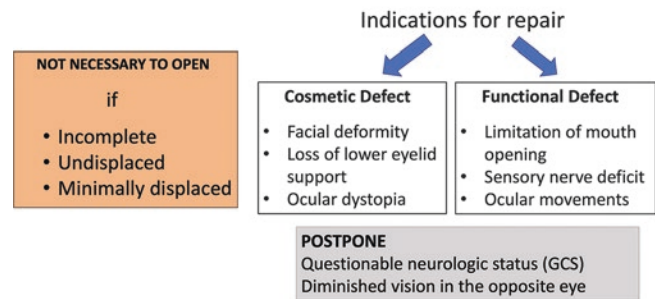 Indications for repair
NOT NECESSARY TO OPEN
if
• Incomplete
• Undisplaced
• Minimally displaced
Cosmetic Defect
• Facial deformity
• Loss of lower eyelid
support
• Ocular dystopia
Functional Defect
• Limitation of mouth
opening
• Sensory nerve deficit
• Ocular movements
POSTPONE
Questionable neurologic status (GCS)
Diminished vision in the opposite eye